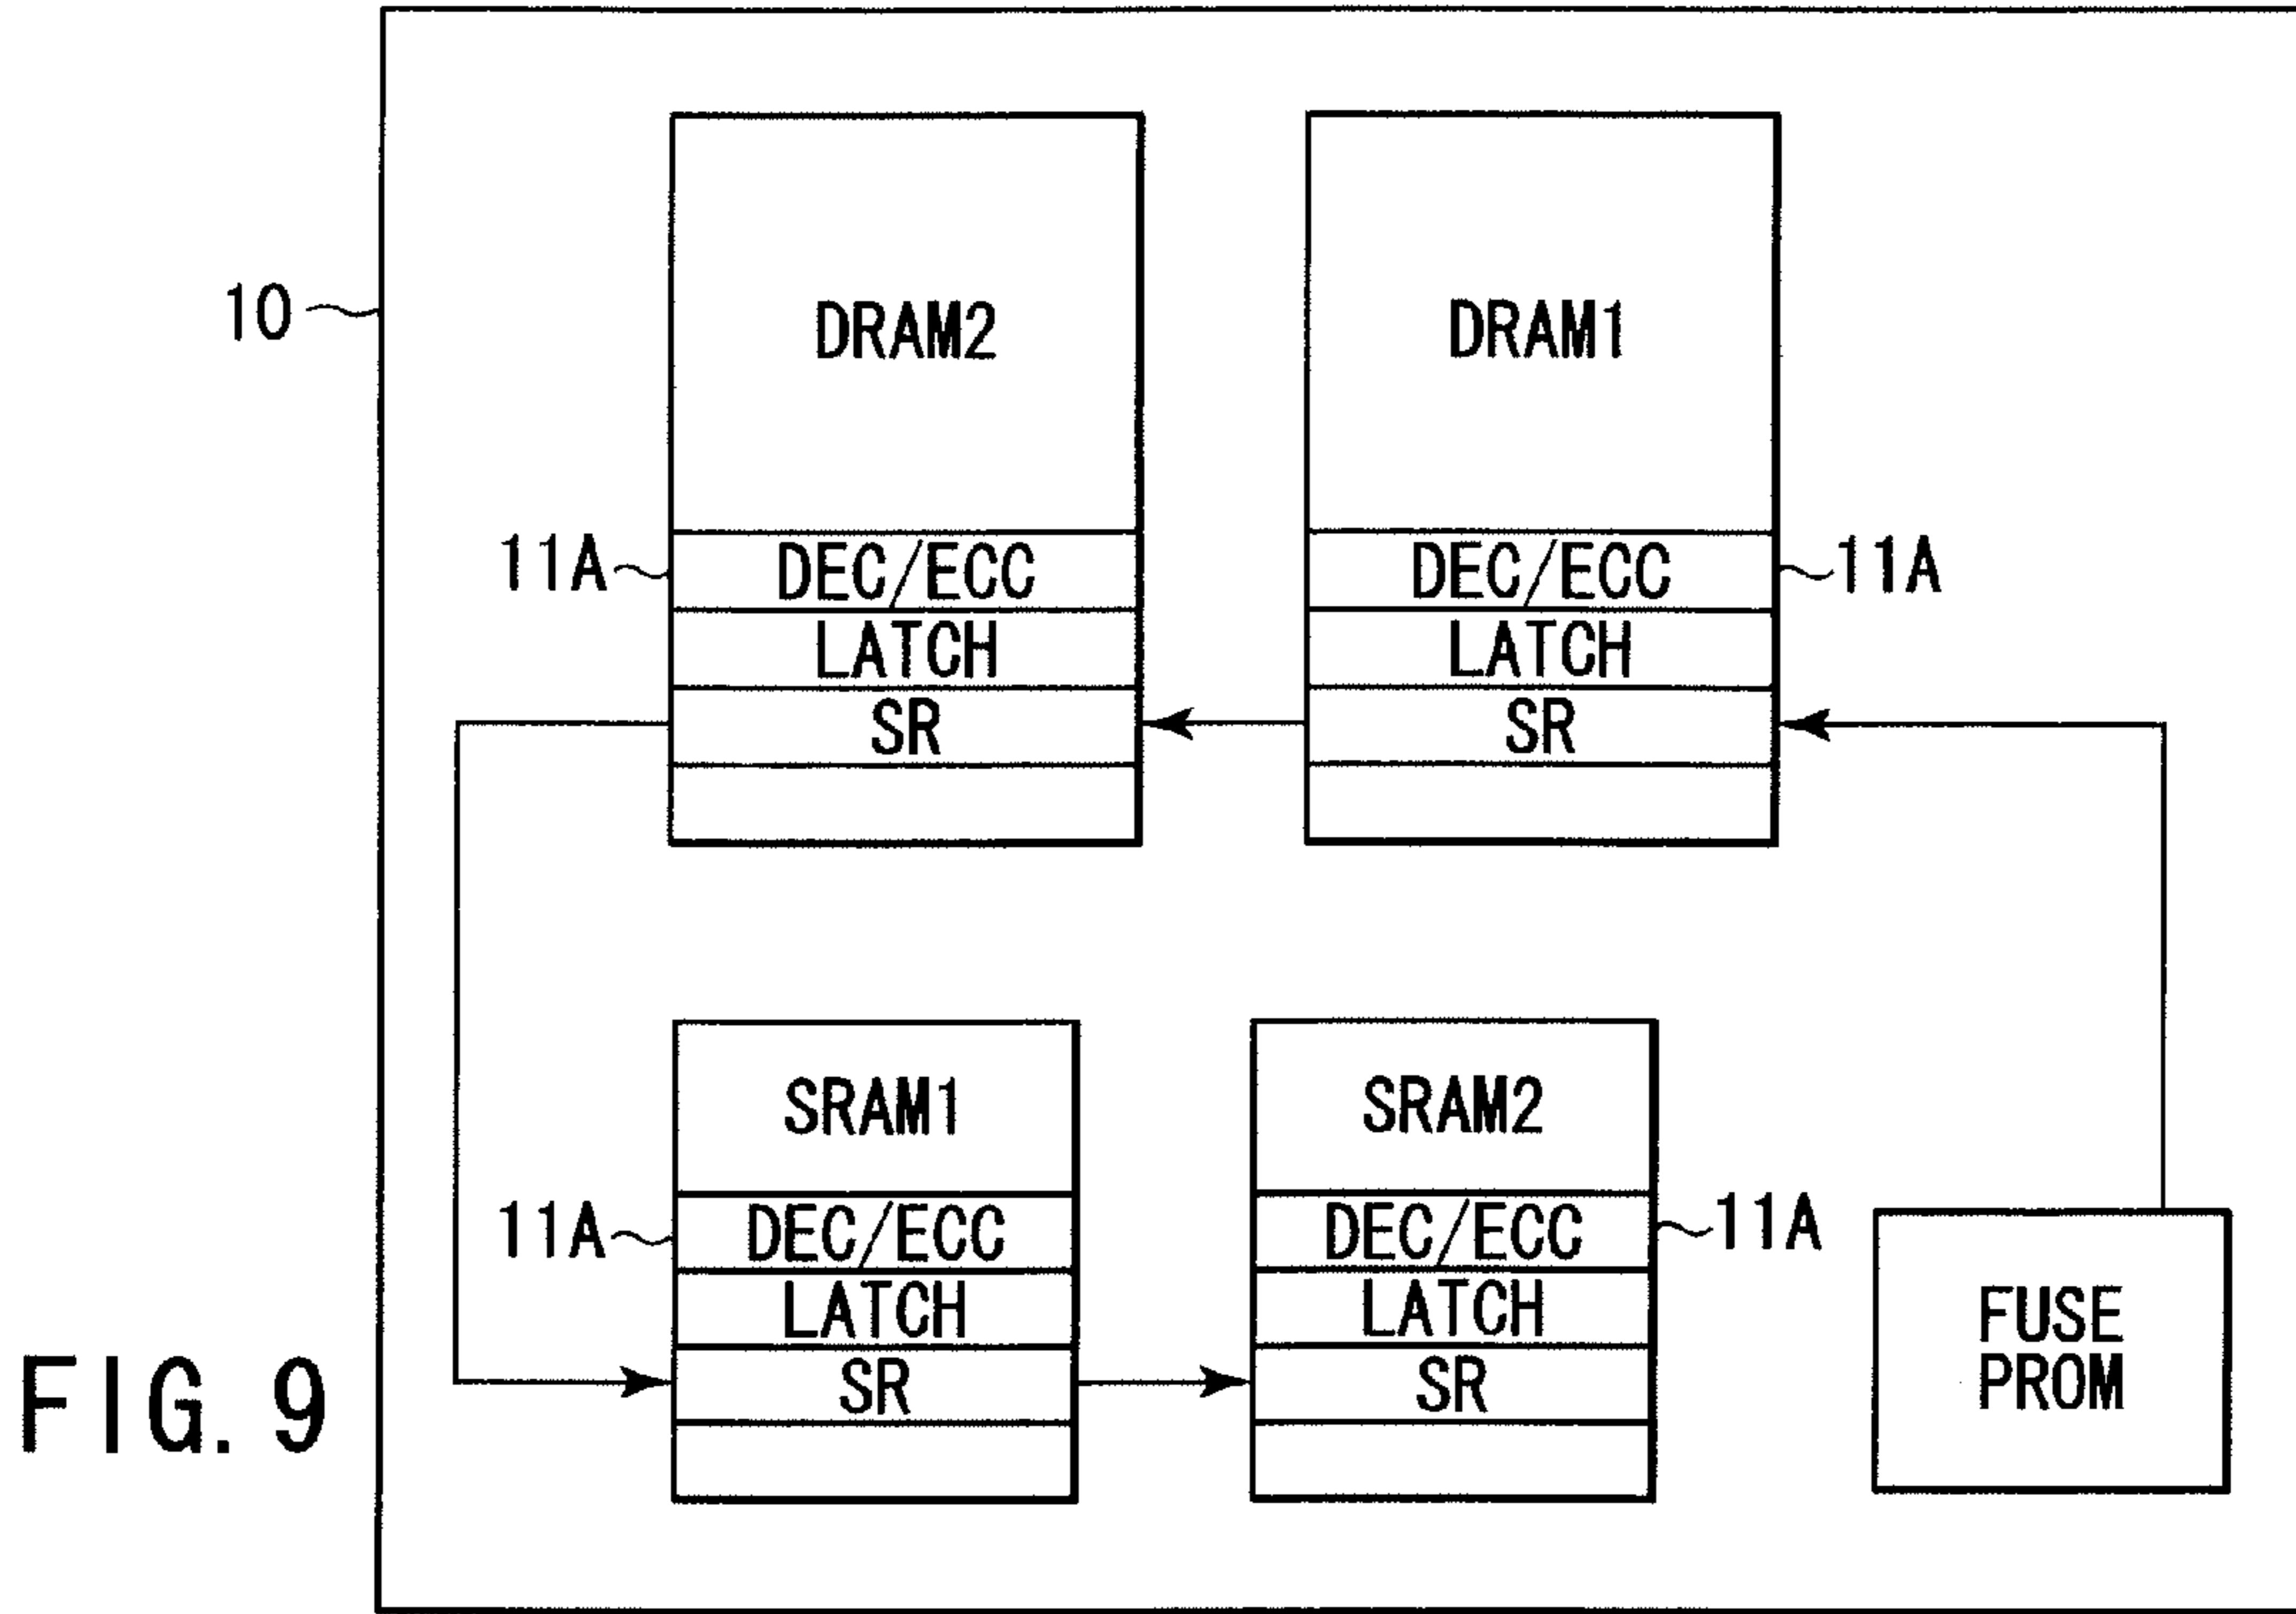 10
DRAM2
DRAM1
11A
DEC/ECC
DEC/ECC
11A
LATCH
LATCH
SR
SR
SRAM1
SRAM2
11A
DEC/ECC
DEC/ECC
11A
LATCH
LATCH
SR
SR
FUSE
PROM
FIG. 9